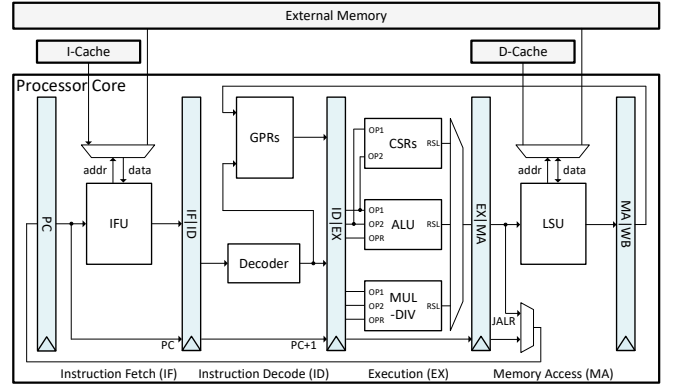 External Memory
I-Cache
D-Cache
Processor Core
GPRs
OP1
OP2
CSRs
RSL
addr
data
addr
data
PC
IFU
IF|ID
ID|EX
OP1
OP2
OPR
ALU
RSL
EX|MA
LSU
MA|WB
Decoder
OP1
OP2
OPR
MUL
-DIV
RSL
JALR
PC
PC+1
Instruction Fetch (IF)
Instruction Decode (ID)
Execution (EX)
Memory Access (MA)